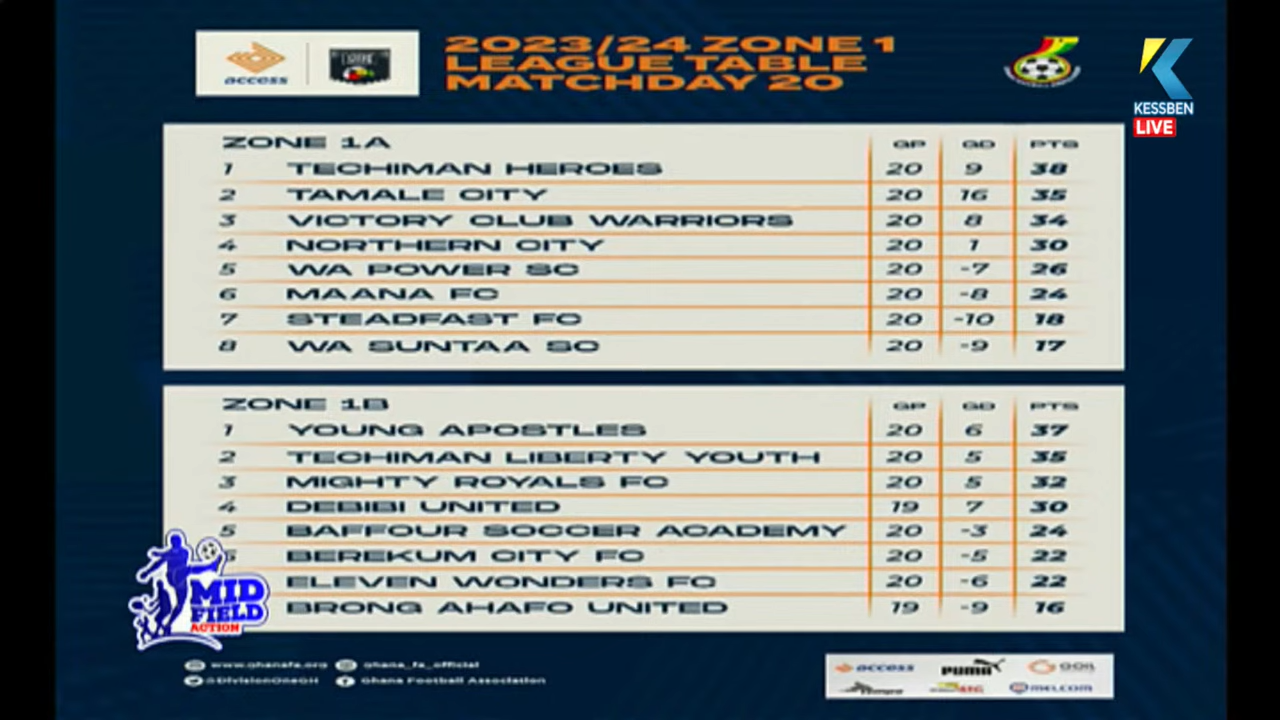 access
2023/24 ZONE 1
LEAGUE TABLE
MATCHDAY 20
KESSBEN
LIVE
ZONE 1A GP GD PTS
1 TECHIMAN HEROES 20 9 38
2 TAMALE CITY 20 16 35
3 VICTORY CLUB WARRIORS 20 8 34
4 NORTHERN CITY 20 1 30
5 WA POWER SC 20 -7 26
6 MAANA FC 20 -8 24
7 STEADFAST FC 20 -10 18
8 WA SUNTAA SC 20 -9 17
ZONE 1B GP GD PTS
1 YOUNG APOSTLES 20 6 37
2 TECHIMAN LIBERTY YOUTH 20 5 35
3 MIGHTY ROYALS FC 20 5 32
4 DEBIBI UNITED 19 7 30
5 BAFFOUR SOCCER ACADEMY 20 -3 24
BEREKUM CITY FC 20 -5 22
ELEVEN WONDERS FC 20 -6 22
BRONG AHAFO UNITED 19 -9 16
MID
FIELD
ACTION
www.ghanafa.org ghana_fa_official
@DivisionOneGH Ghana Football Association
access PUMA GOIL
MELCOM